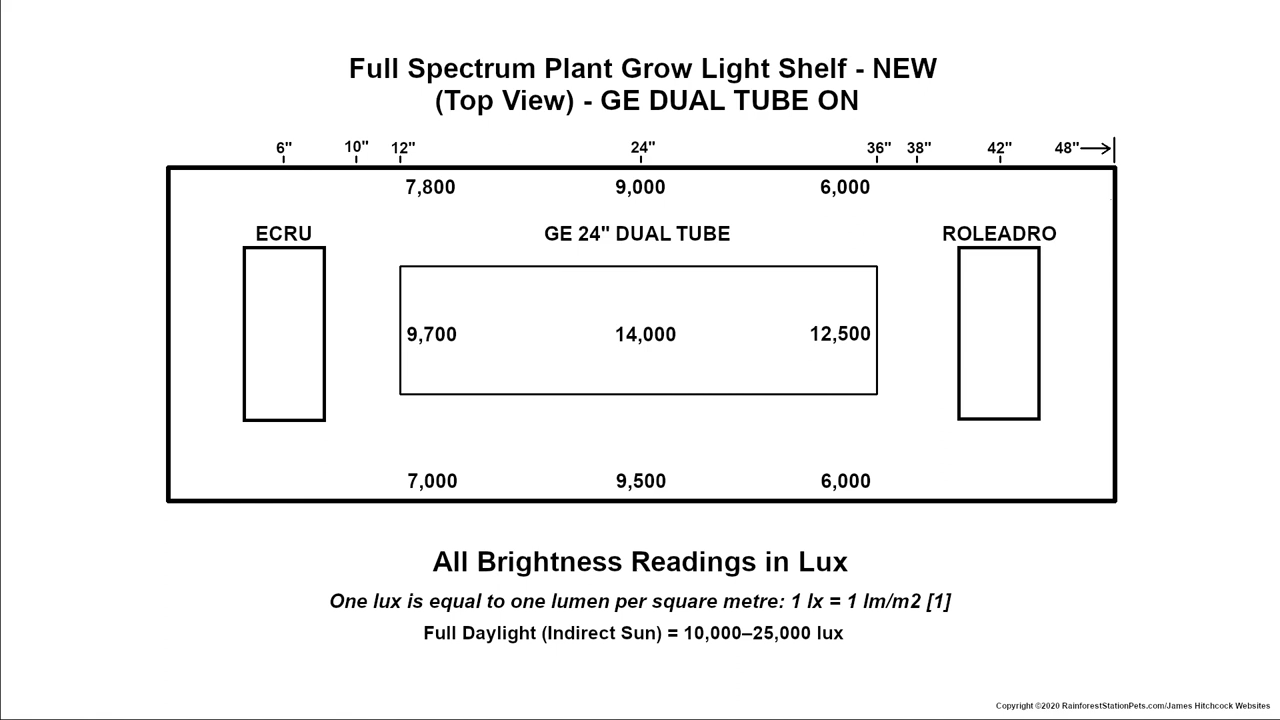 Full Spectrum Plant Grow Light Shelf - NEW
(Top View) - GE DUAL TUBE ON
6" 10" 12" 24" 36" 38" 42" 48"
7,800 9,000 6,000
ECRU GE 24" DUAL TUBE ROLEADRO
9,700 14,000 12,500
7,000 9,500 6,000
All Brightness Readings in Lux
One lux is equal to one lumen per square metre: 1 lx = 1 lm/m2 [1]
Full Daylight (Indirect Sun) = 10,000–25,000 lux
Copyright ©2020 RainforestStationPets.com/James Hitchcock Websites